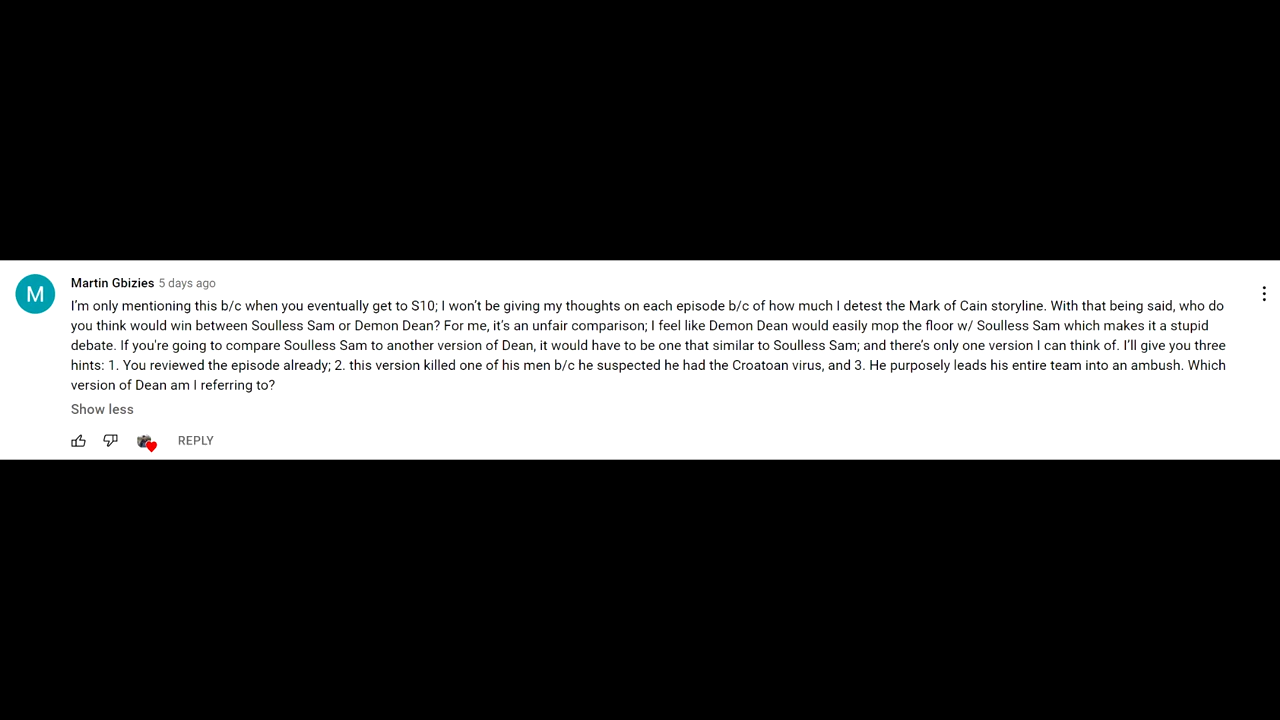 M
Martin Gbizies 5 days ago
I'm only mentioning this b/c when you eventually get to S10; I won't be giving my thoughts on each episode b/c of how much I detest the Mark of Cain storyline. With that being said, who do
you think would win between Soulless Sam or Demon Dean? For me, it's an unfair comparison; I feel like Demon Dean would easily mop the floor w/ Soulless Sam which makes it a stupid
debate. If you're going to compare Soulless Sam to another version of Dean, it would have to be one that similar to Soulless Sam; and there's only one version I can think of. I'll give you three
hints: 1. You reviewed the episode already; 2. this version killed one of his men b/c he suspected he had the Croatoan virus, and 3. He purposely leads his entire team into an ambush. Which
version of Dean am I referring to?
Show less
REPLY